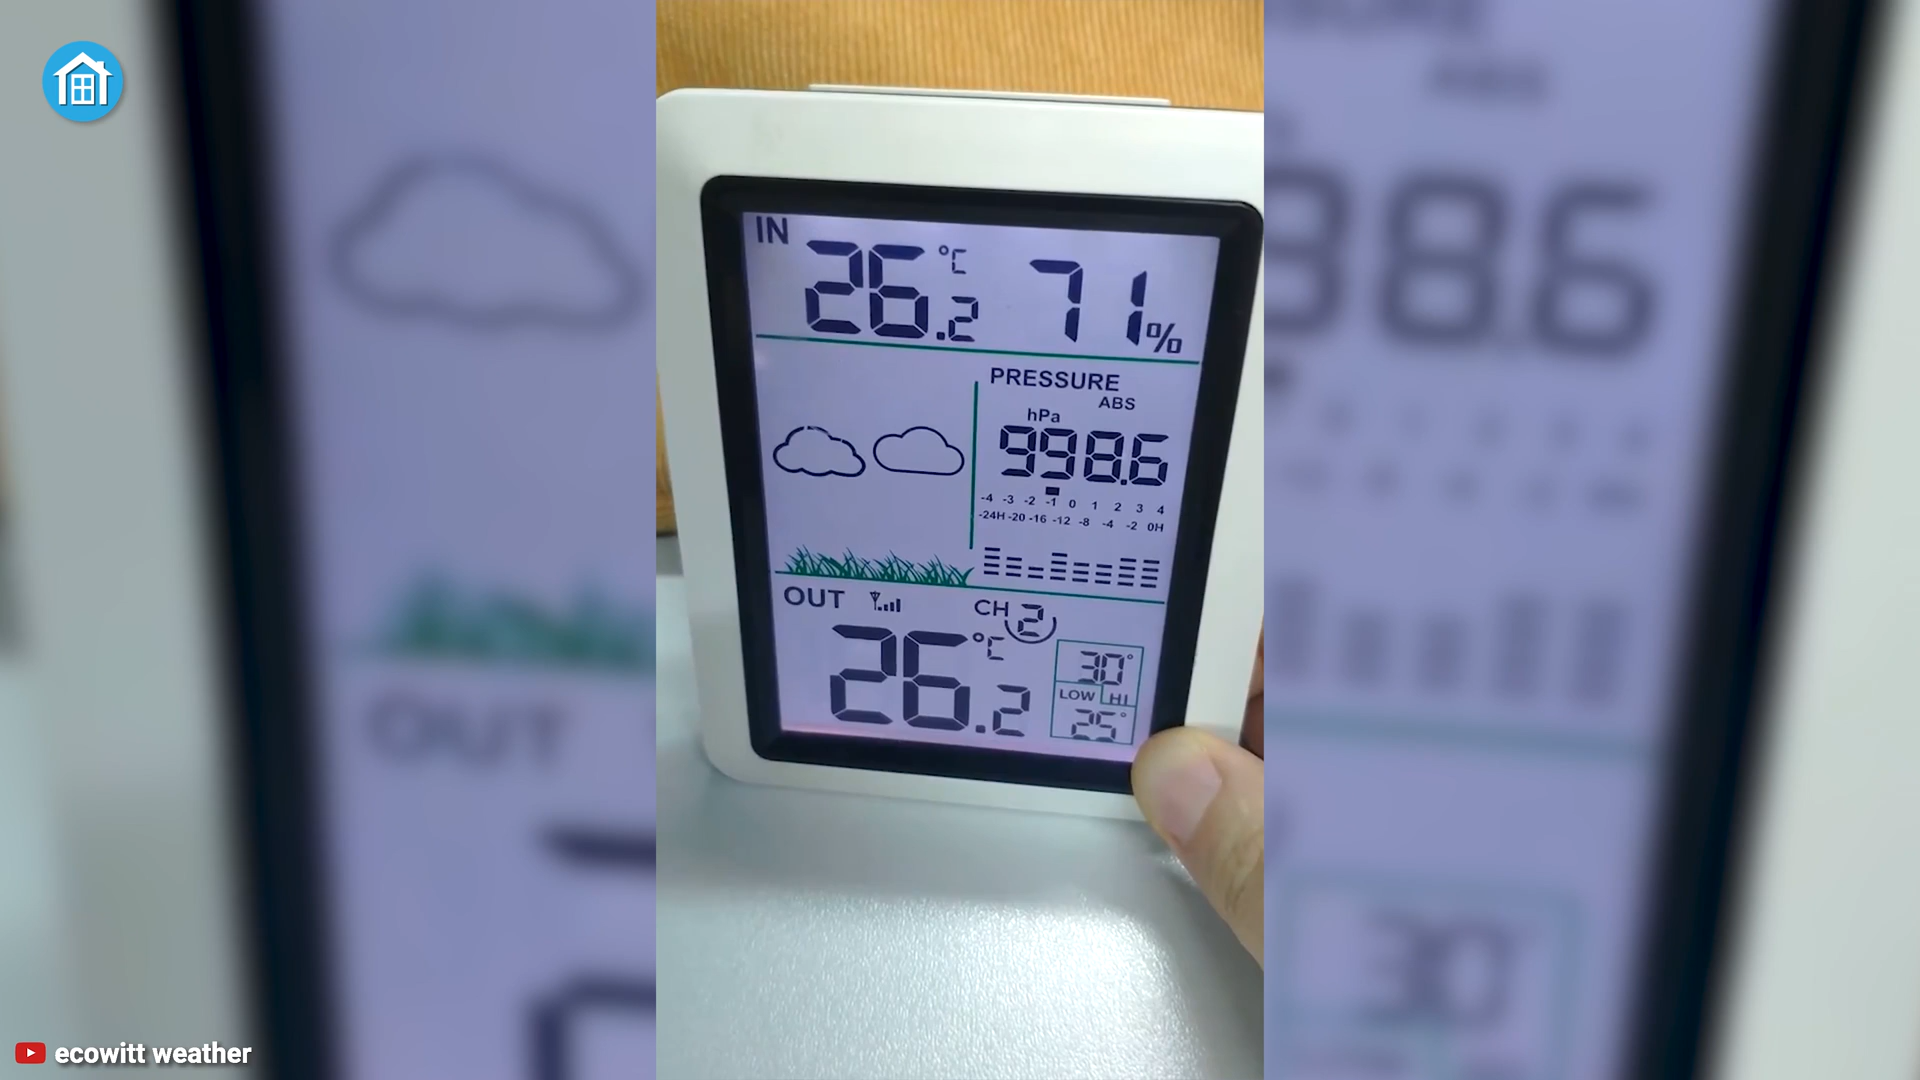 IN
26.2 °C 71%
PRESSURE
ABS
hPa
998.6
-4 -3 -2 -1 0 1 2 3 4
-24H -20 -16 -12 -8 -4 -2 0H
OUT CH 2
26.2 °C
30°
LOW HI
25°
ecowitt weather